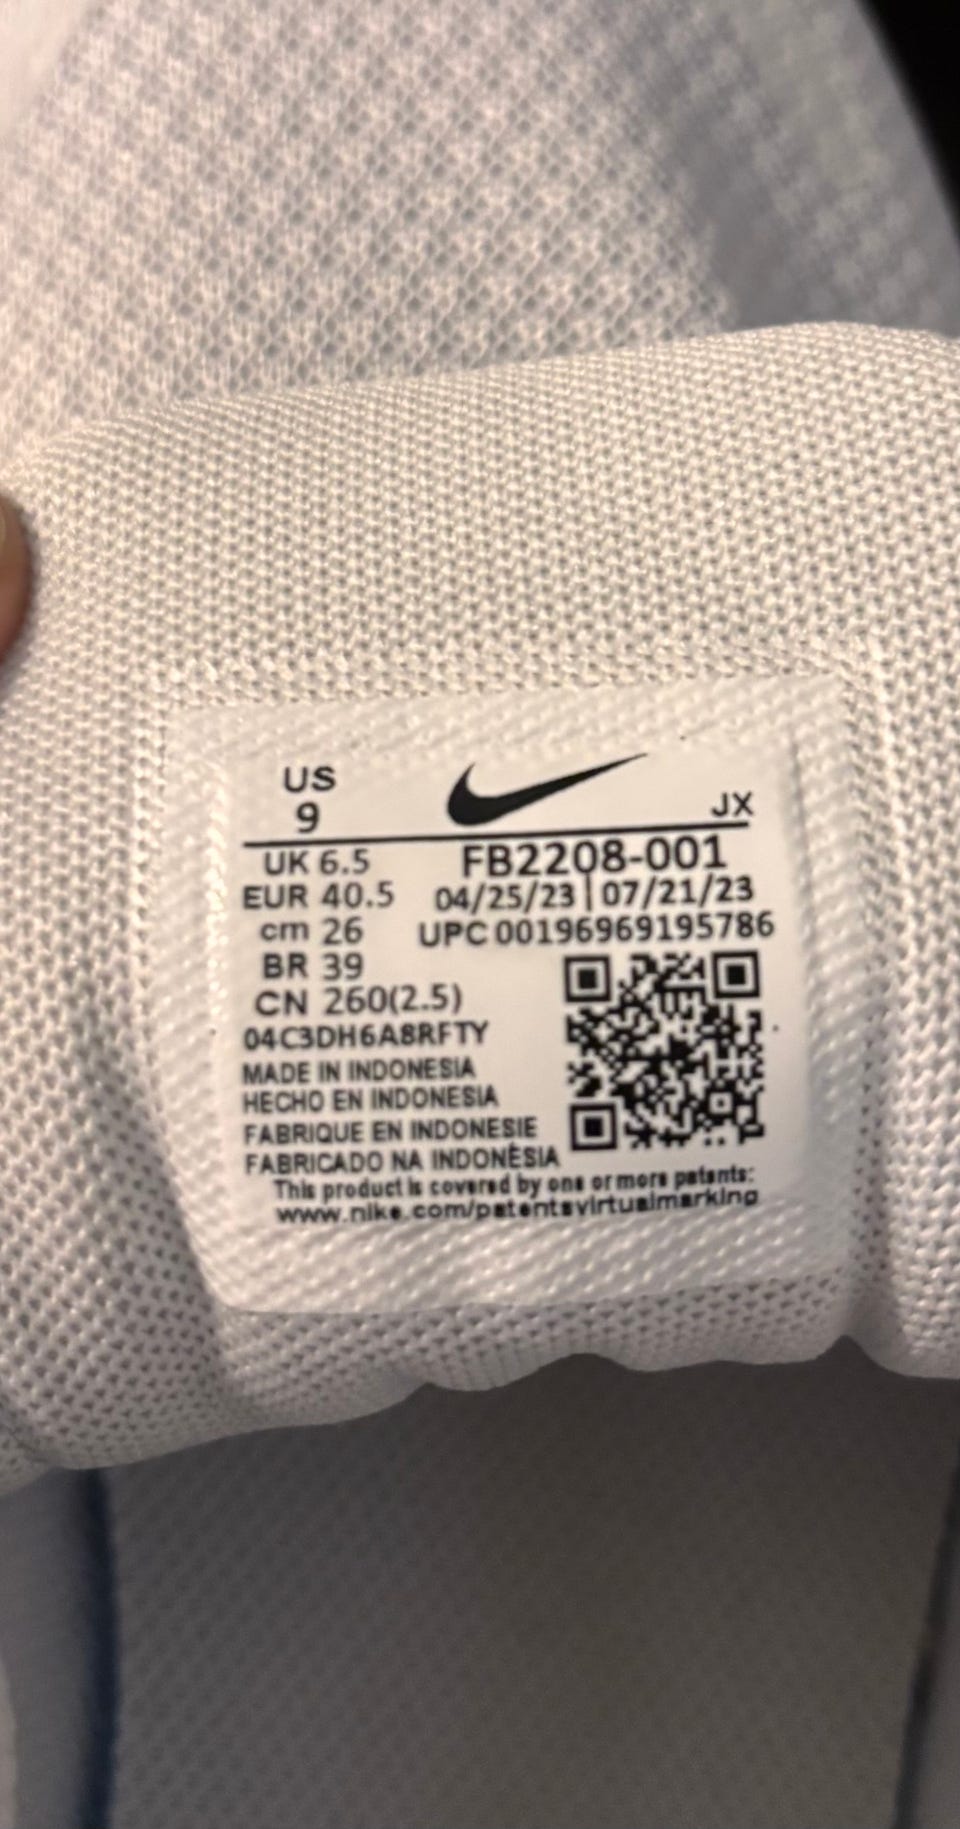 US
9
JX
UK 6.5 FB2208-001
EUR 40.5 04/25/23 | 07/21/23
cm 26 UPC 00196969195786
BR 39
CN 260(2.5)
04C3DH6A8RFTY
MADE IN INDONESIA
HECHO EN INDONESIA
FABRIQUE EN INDONESIE
FABRICADO NA INDONÈSIA
This product is covered by one or more patents:
www.nike.com/patentsvirtualmarking